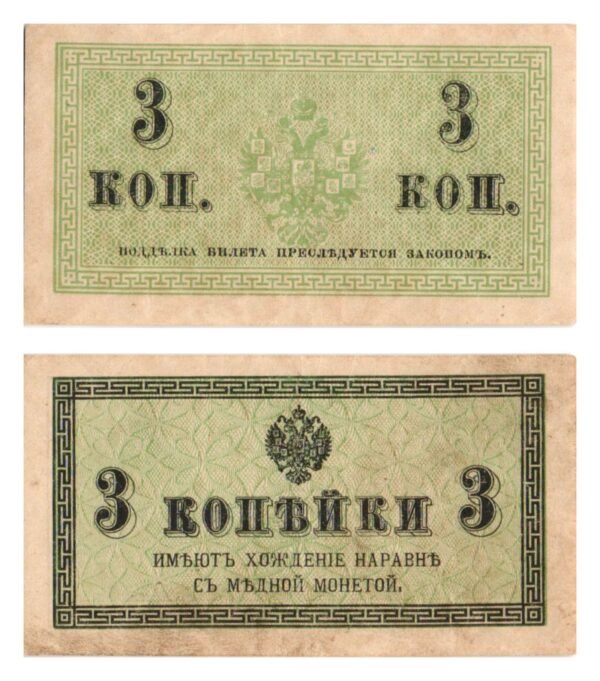 3 3
КОП. КОП.
ПОДДѢЛКА БИЛЕТА ПРЕСЛѢДУЕТСЯ ЗАКОНОМЪ.
3 КОПѢЙКИ 3
ИМѢЮТЪ ХОЖДЕНІЕ НАРАВНѢ
СЪ МѢДНОЙ МОНЕТОЙ.